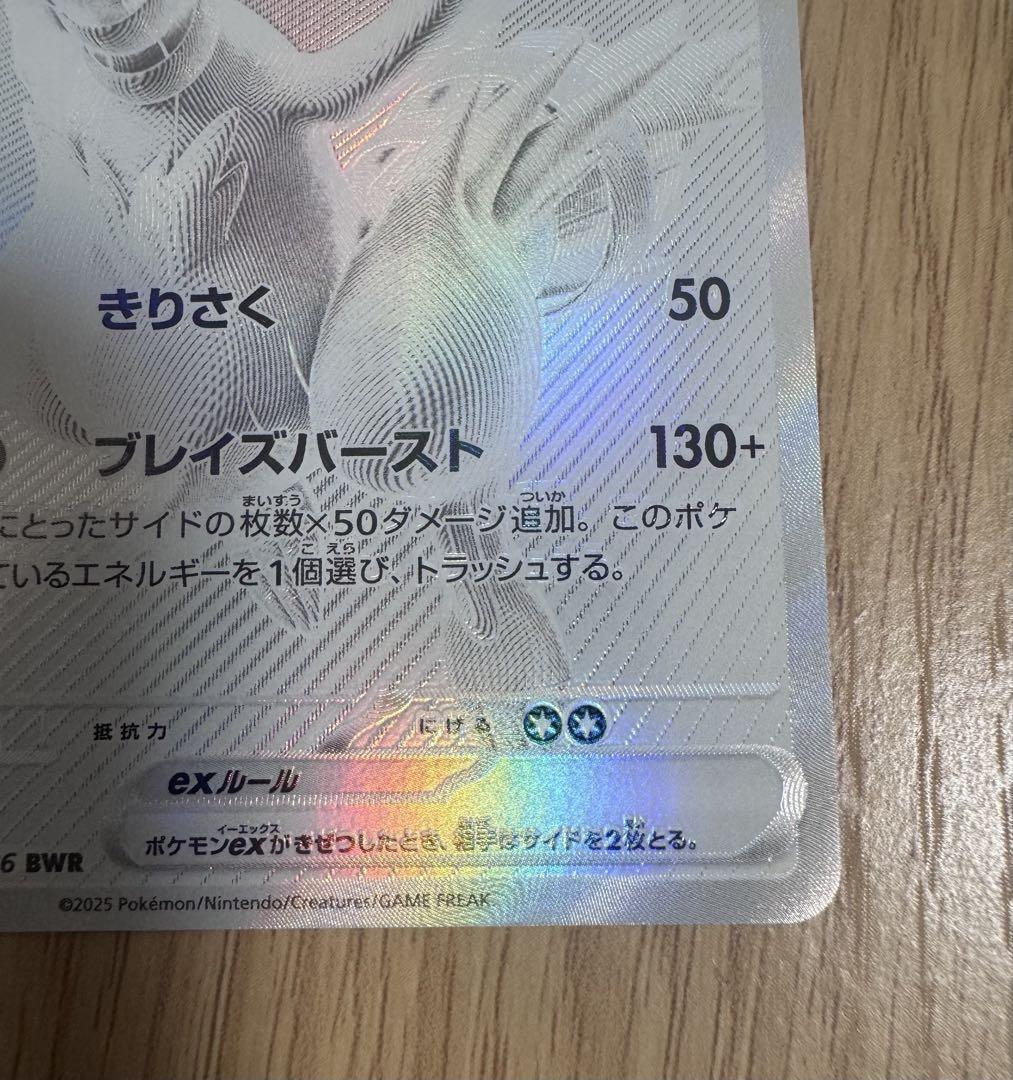 きりさく 50
ブレイズバースト 130+
にとったサイドの枚数×50ダメージ追加。このポケ
まいすう ついか
ているエネルギーを1個選び、トラッシュする。
こ えら
抵抗力 にげる
exルール
イーエックス
ポケモンexがきぜつしたとき、相手はサイドを2枚とる。
6 BWR
©2025 Pokémon/Nintendo/Creatures/GAME FREAK.